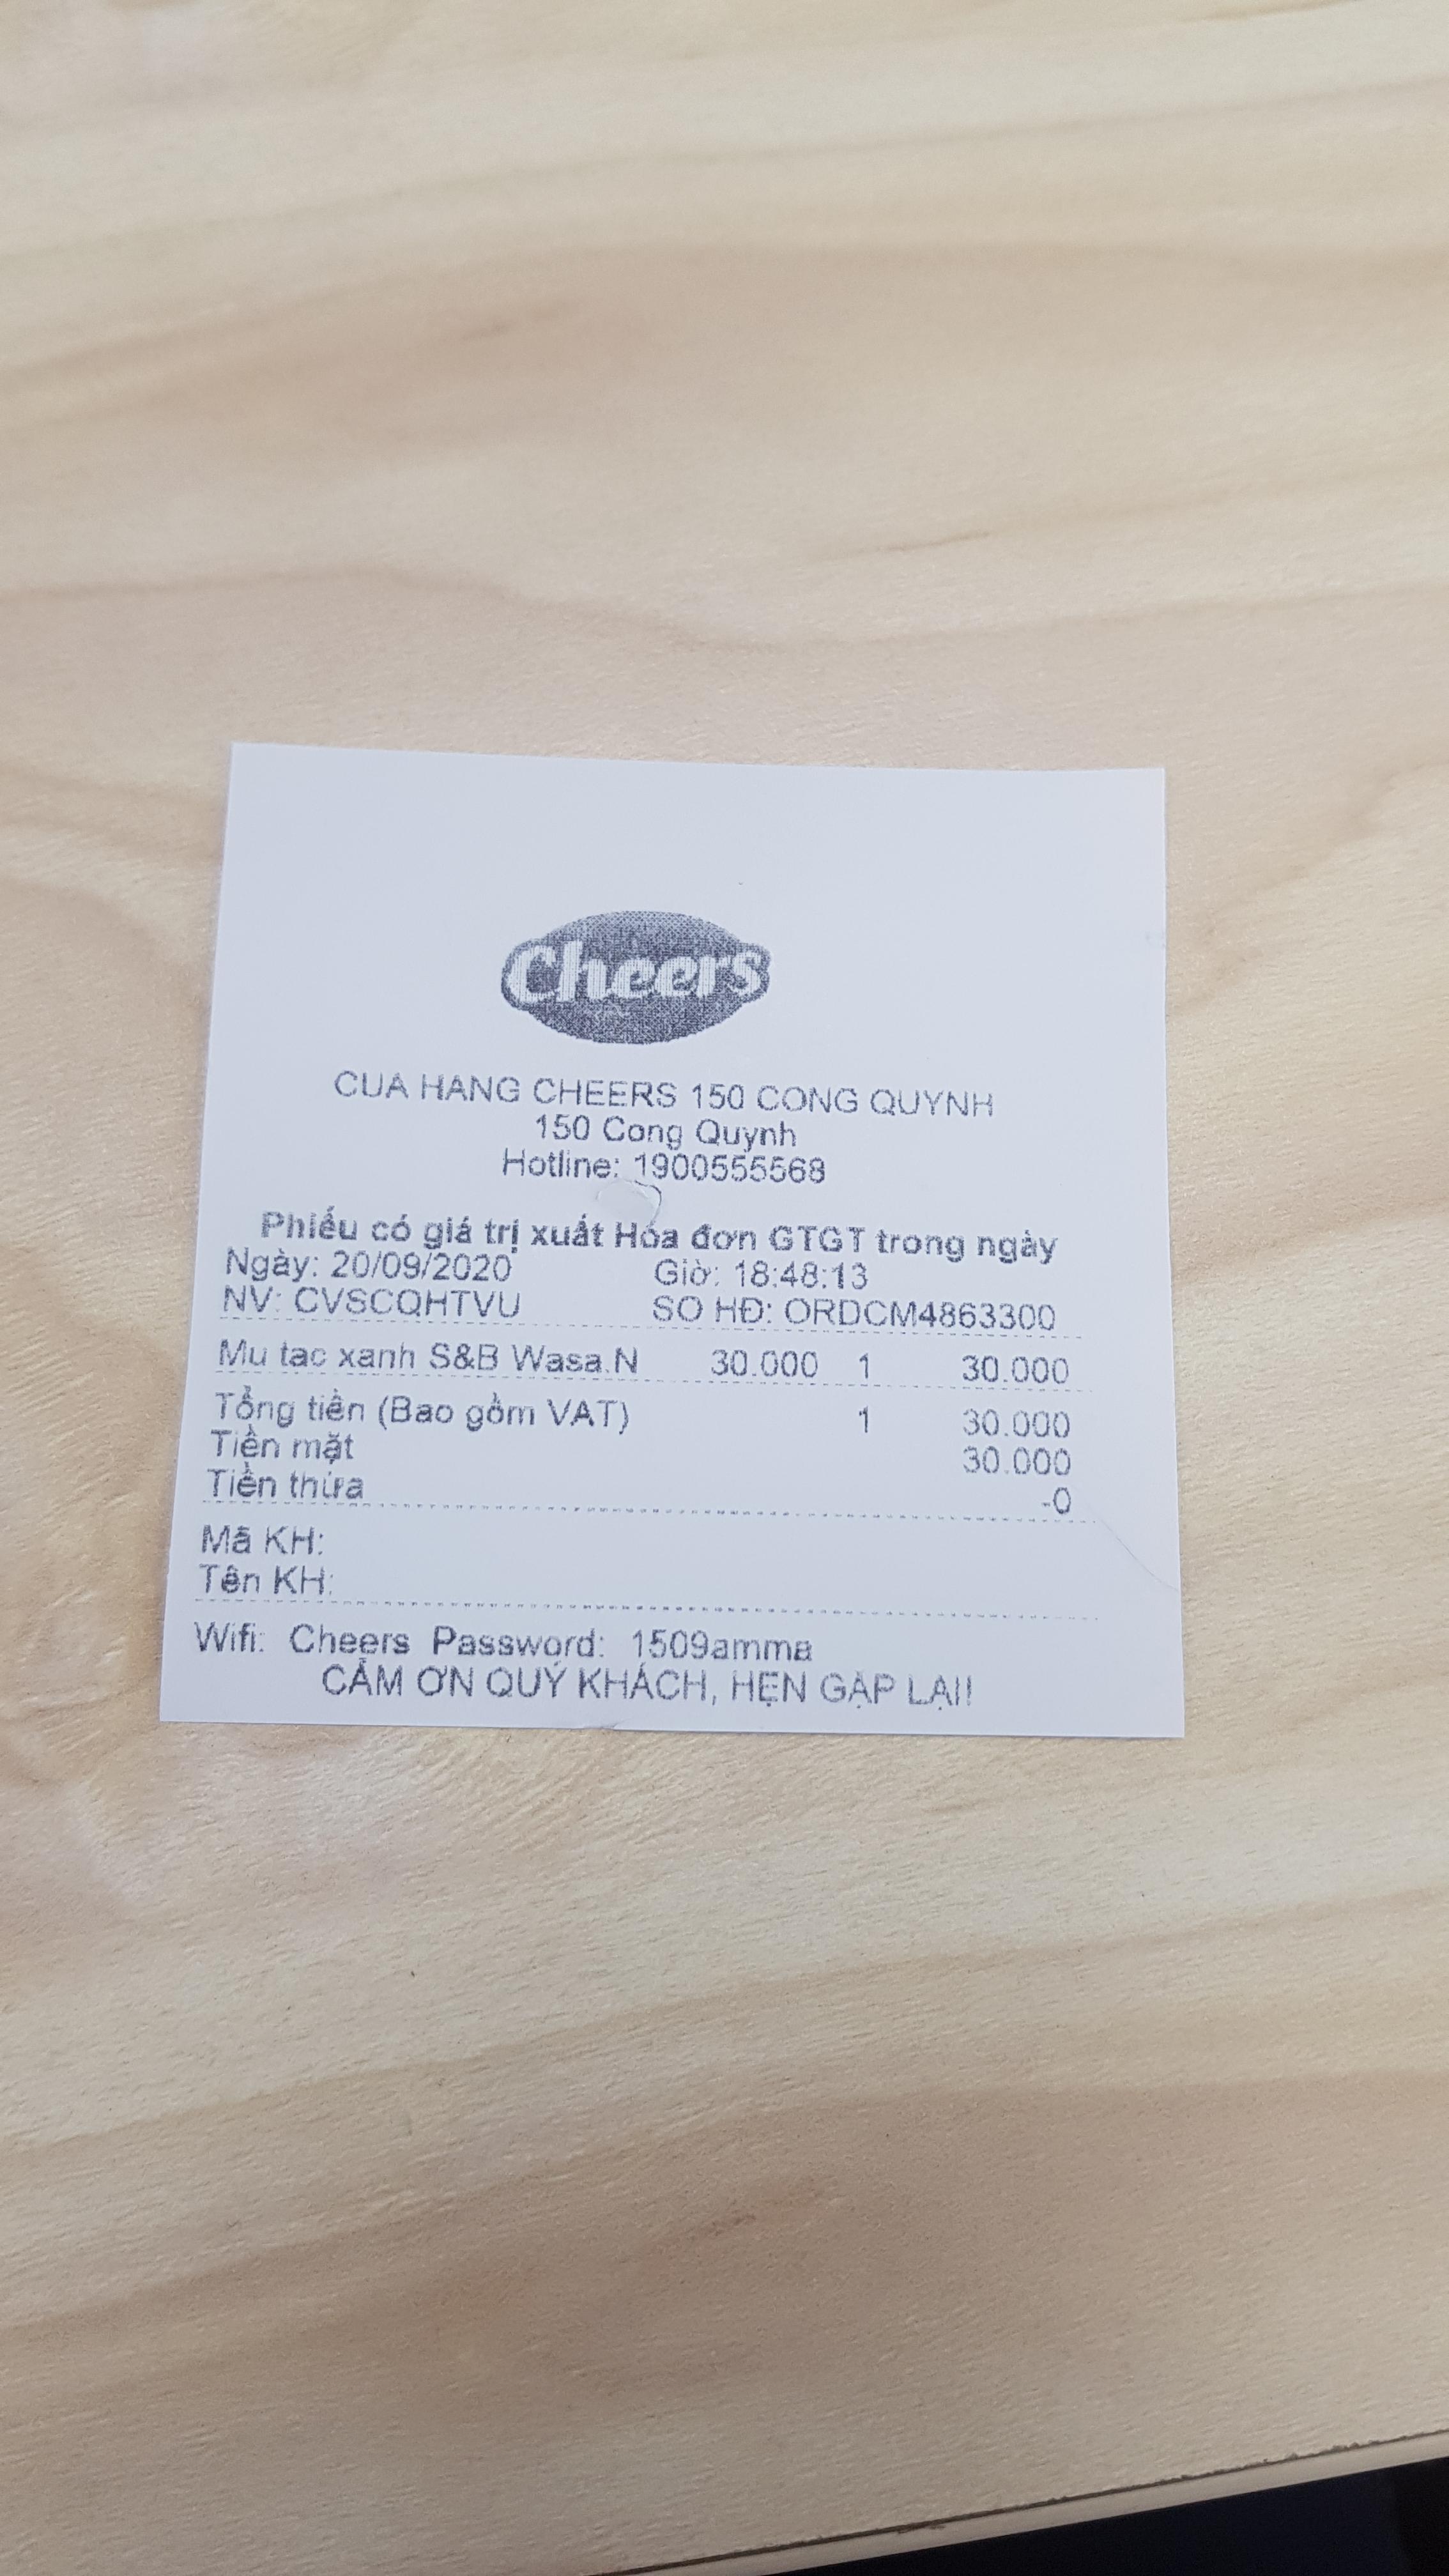 Cheers
CUA HANG CHEERS 150 CONG QUYNH
150 Cong Quynh
Hotline: 1900555568
Phiếu có giá trị xuất Hóa đơn GTGT trong ngày
Ngày: 20/09/2020 Giờ: 18:48:13
NV: CVSCQHTVU SO HĐ: ORDCM4863300
Mu tac xanh S&B Wasa.N 30.000 1 30.000
Tổng tiền (Bao gồm VAT) 1 30.000
Tiền mặt 30.000
Tiền thừa -0
Mã KH:
Tên KH:
Wifi: Cheers Password: 1509amma
CẢM ƠN QUÝ KHÁCH, HẸN GẶP LẠI!